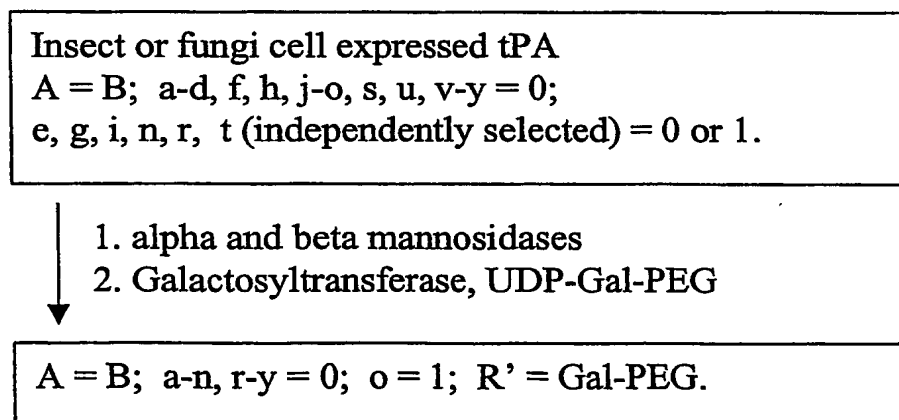 Insect or fungi cell expressed tPA
A = B; a-d, f, h, j-o, s, u, v-y = 0;
e, g, i, n, r, t (independently selected) = 0 or 1.
1. alpha and beta mannosidases
2. Galactosyltransferase, UDP-Gal-PEG
A = B; a-n, r-y = 0; o = 1; R' = Gal-PEG.